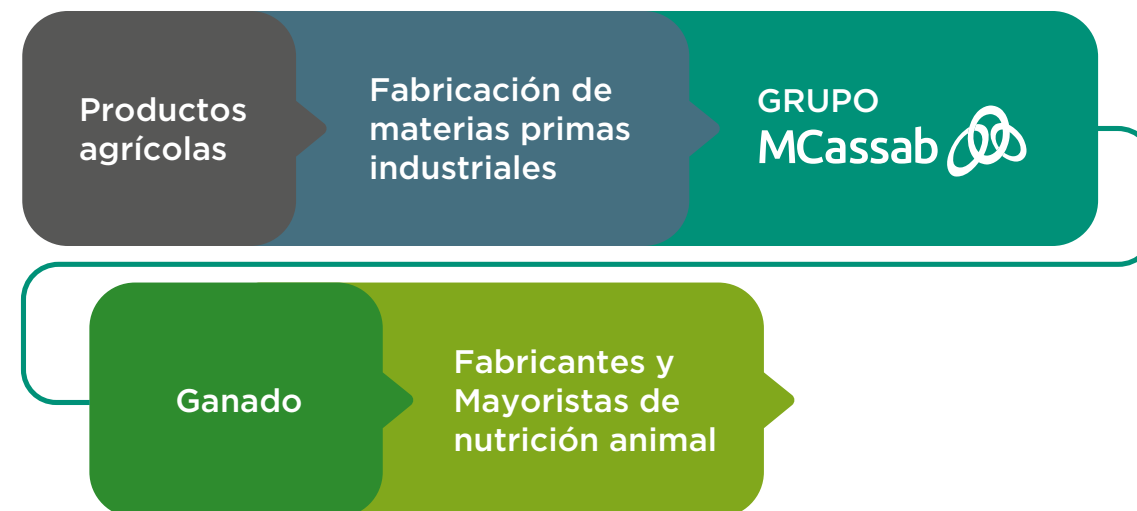 Productos
agrícolas
Fabricación de
materias primas
industriales
GRUPO
MCassab
Ganado
Fabricantes y
Mayoristas de
nutrición animal